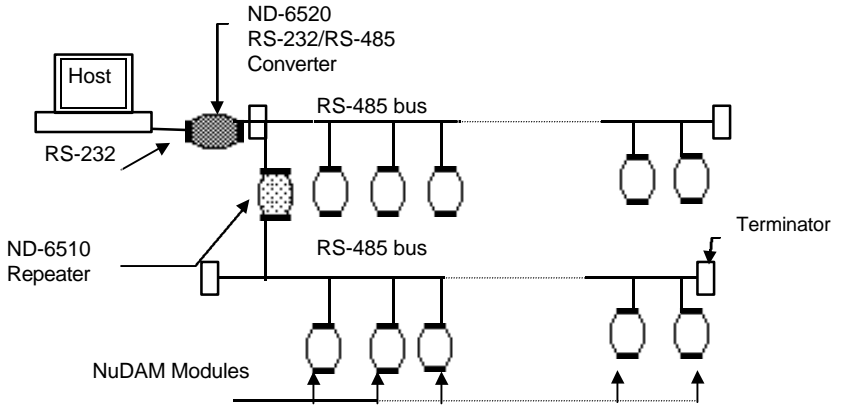 ND-6520
RS-232/RS-485
Converter
Host
RS-485 bus
RS-232
Terminator
ND-6510
Repeater
RS-485 bus
NuDAM Modules